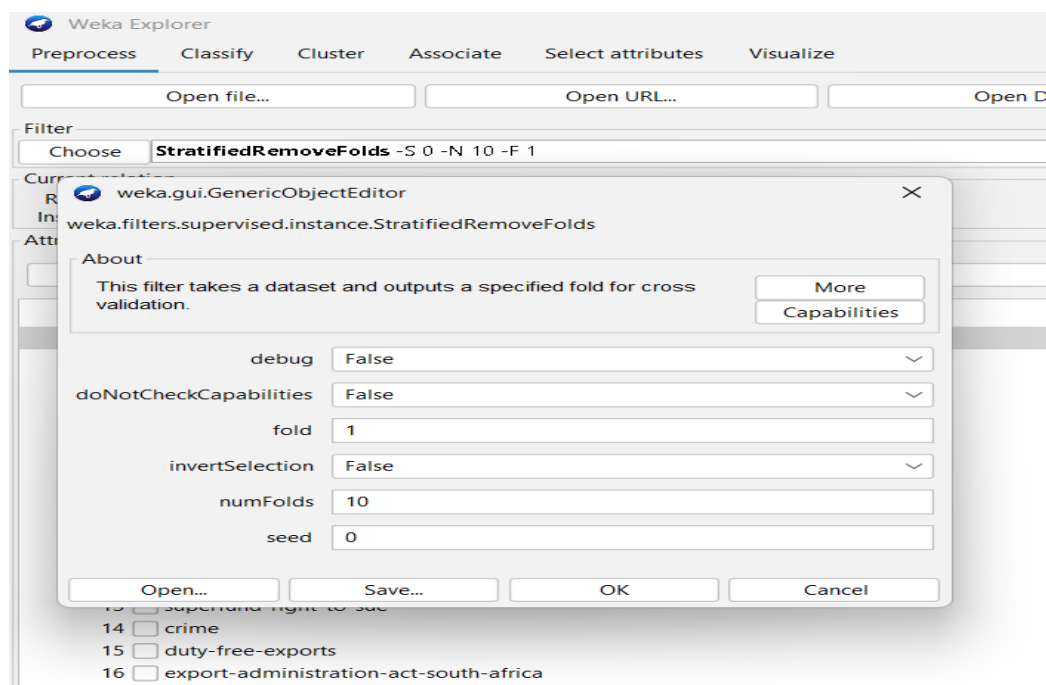 Weka Explorer
Preprocess Classify Cluster Associate Select attributes Visualize
Open file... Open URL... Open D
Filter
Choose StratifiedRemoveFolds -S 0 -N 10 -F 1
weka.gui.GenericObjectEditor
weka.filters.supervised.instance.StratifiedRemoveFolds
About
This filter takes a dataset and outputs a specified fold for cross
validation.
More
Capabilities
debug False
doNotCheckCapabilities False
fold 1
invertSelection False
numFolds 10
seed 0
Open... Save... OK Cancel
14 crime
15 duty-free-exports
16 export-administration-act-south-africa